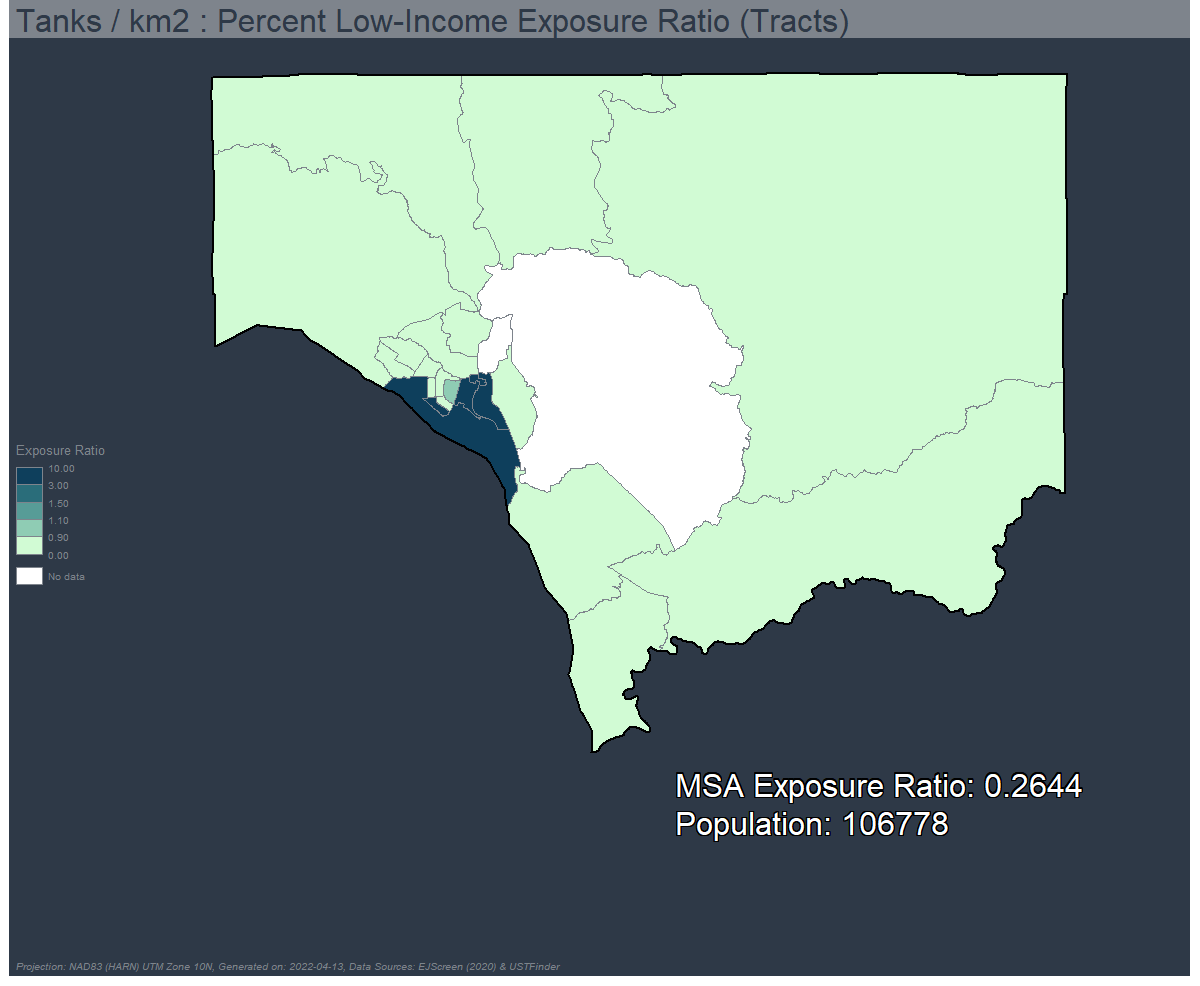 Tanks / km2 : Percent Low-Income Exposure Ratio (Tracts)
Exposure Ratio
10.00
3.00
1.50
1.10
0.90
0.00
No data
MSA Exposure Ratio: 0.2644
Population: 106778
Projection: NAD83 (HARN) UTM Zone 10N, Generated on: 2022-04-13, Data Sources: EJScreen (2020) & USTFinder